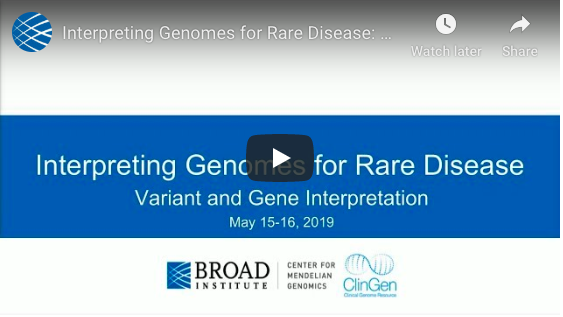 Interpreting Genomes for Rare Disease: ...
Watch later
Share
Interpreting Genomes for Rare Disease
Variant and Gene Interpretation
May 15-16, 2019
BROAD
INSTITUTE
CENTER FOR
MENDELIAN
GENOMICS
ClinGen
Clinical Genome Resource